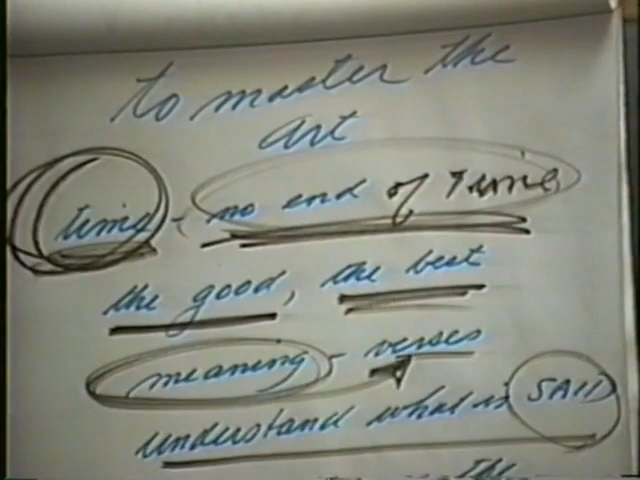 to master the
art
time - no end of Time
the good, the best
meaning - verses
understand what is SAID
the